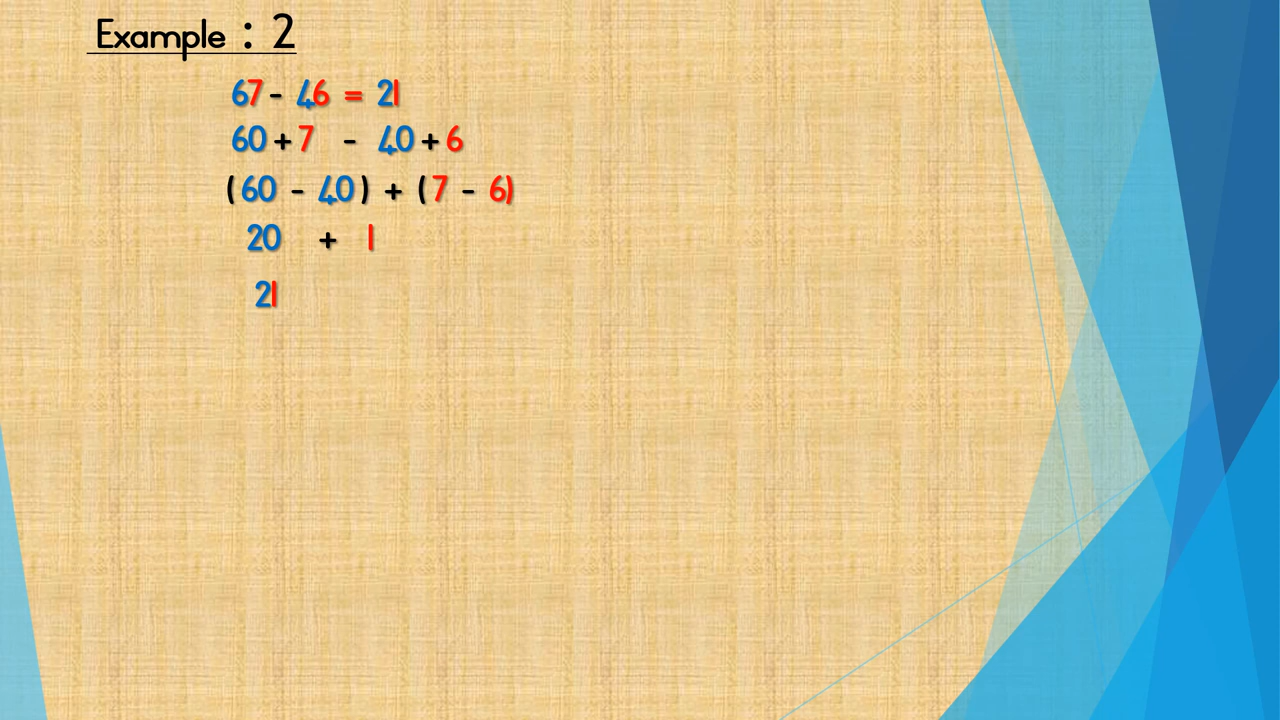 Example : 2
67 - 46 = 21
60 + 7 - 40 + 6
( 60 - 40 ) + ( 7 - 6)
20 + 1
21